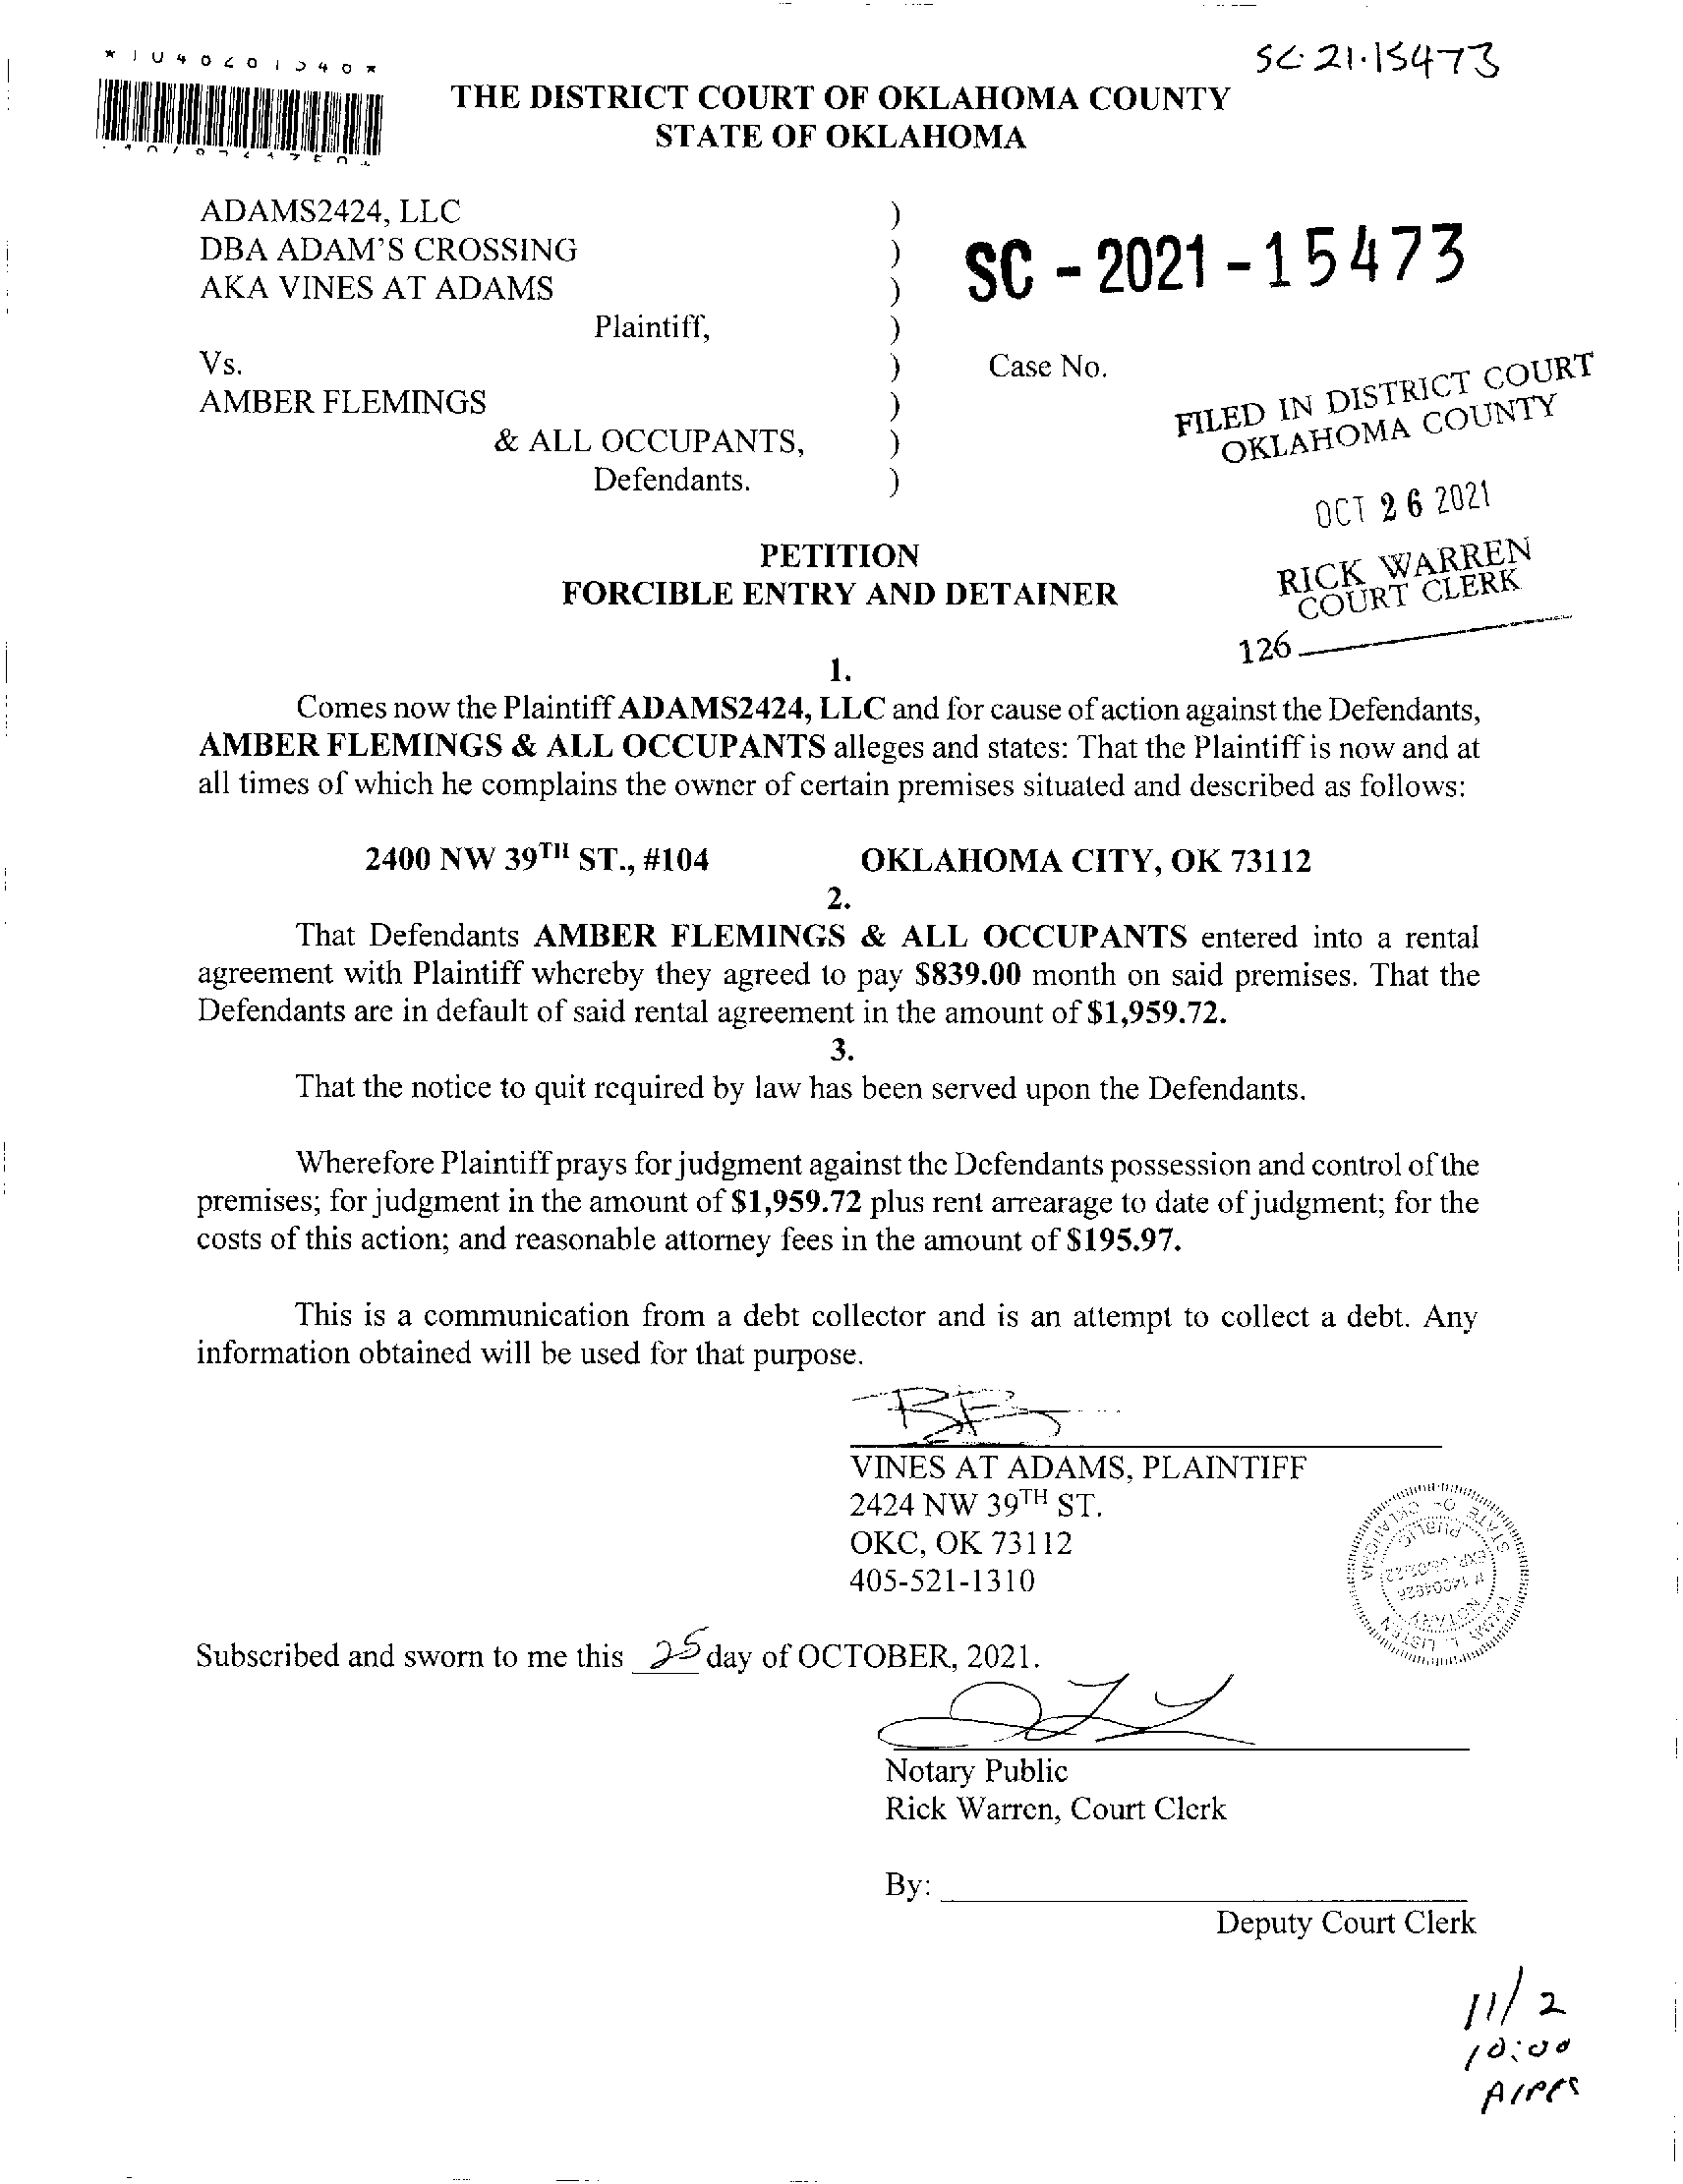 SC-21-15473
THE DISTRICT COURT OF OKLAHOMA COUNTY
STATE OF OKLAHOMA
ADAMS2424, LLC )
DBA ADAM'S CROSSING )
AKA VINES AT ADAMS )
SC - 2021 - 15473
Plaintiff, )
Vs. ) Case No.
AMBER FLEMINGS )
& ALL OCCUPANTS, )
Defendants. )
FILED IN DISTRICT COURT
OKLAHOMA COUNTY
OCT 26 2021
RICK WARREN
COURT CLERK
126
PETITION
FORCIBLE ENTRY AND DETAINER
1.
Comes now the Plaintiff ADAMS2424, LLC and for cause of action against the Defendants,
AMBER FLEMINGS & ALL OCCUPANTS alleges and states: That the Plaintiff is now and at
all times of which he complains the owner of certain premises situated and described as follows:
2400 NW 39TH ST., #104 OKLAHOMA CITY, OK 73112
2.
That Defendants AMBER FLEMINGS & ALL OCCUPANTS entered into a rental
agreement with Plaintiff whereby they agreed to pay $839.00 month on said premises. That the
Defendants are in default of said rental agreement in the amount of $1,959.72.
3.
That the notice to quit required by law has been served upon the Defendants.
Wherefore Plaintiff prays for judgment against the Defendants possession and control of the
premises; for judgment in the amount of $1,959.72 plus rent arrearage to date of judgment; for the
costs of this action; and reasonable attorney fees in the amount of $195.97.
This is a communication from a debt collector and is an attempt to collect a debt. Any
information obtained will be used for that purpose.
VINES AT ADAMS, PLAINTIFF
2424 NW 39TH ST.
OKC, OK 73112
405-521-1310
STATE OF OKLAHOMA
NOTARY PUBLIC
Subscribed and sworn to me this 25 day of OCTOBER, 2021.
Notary Public
Rick Warren, Court Clerk
By:
Deputy Court Clerk
11/2
10:00